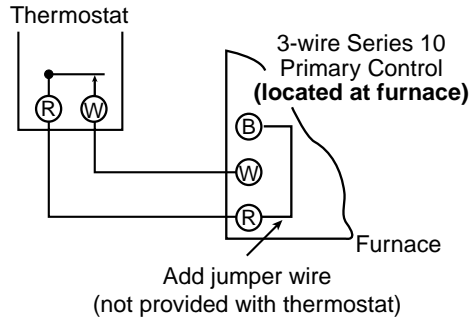 Thermostat
3-wire Series 10
Primary Control
(located at furnace)
R W
B
W
R
Furnace
Add jumper wire
(not provided with thermostat)